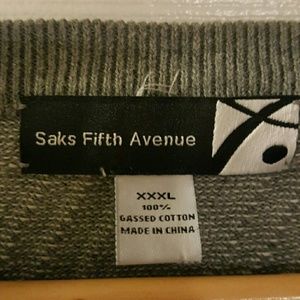 Saks Fifth Avenue
XXXL
100%
GASSED COTTON
MADE IN CHINA